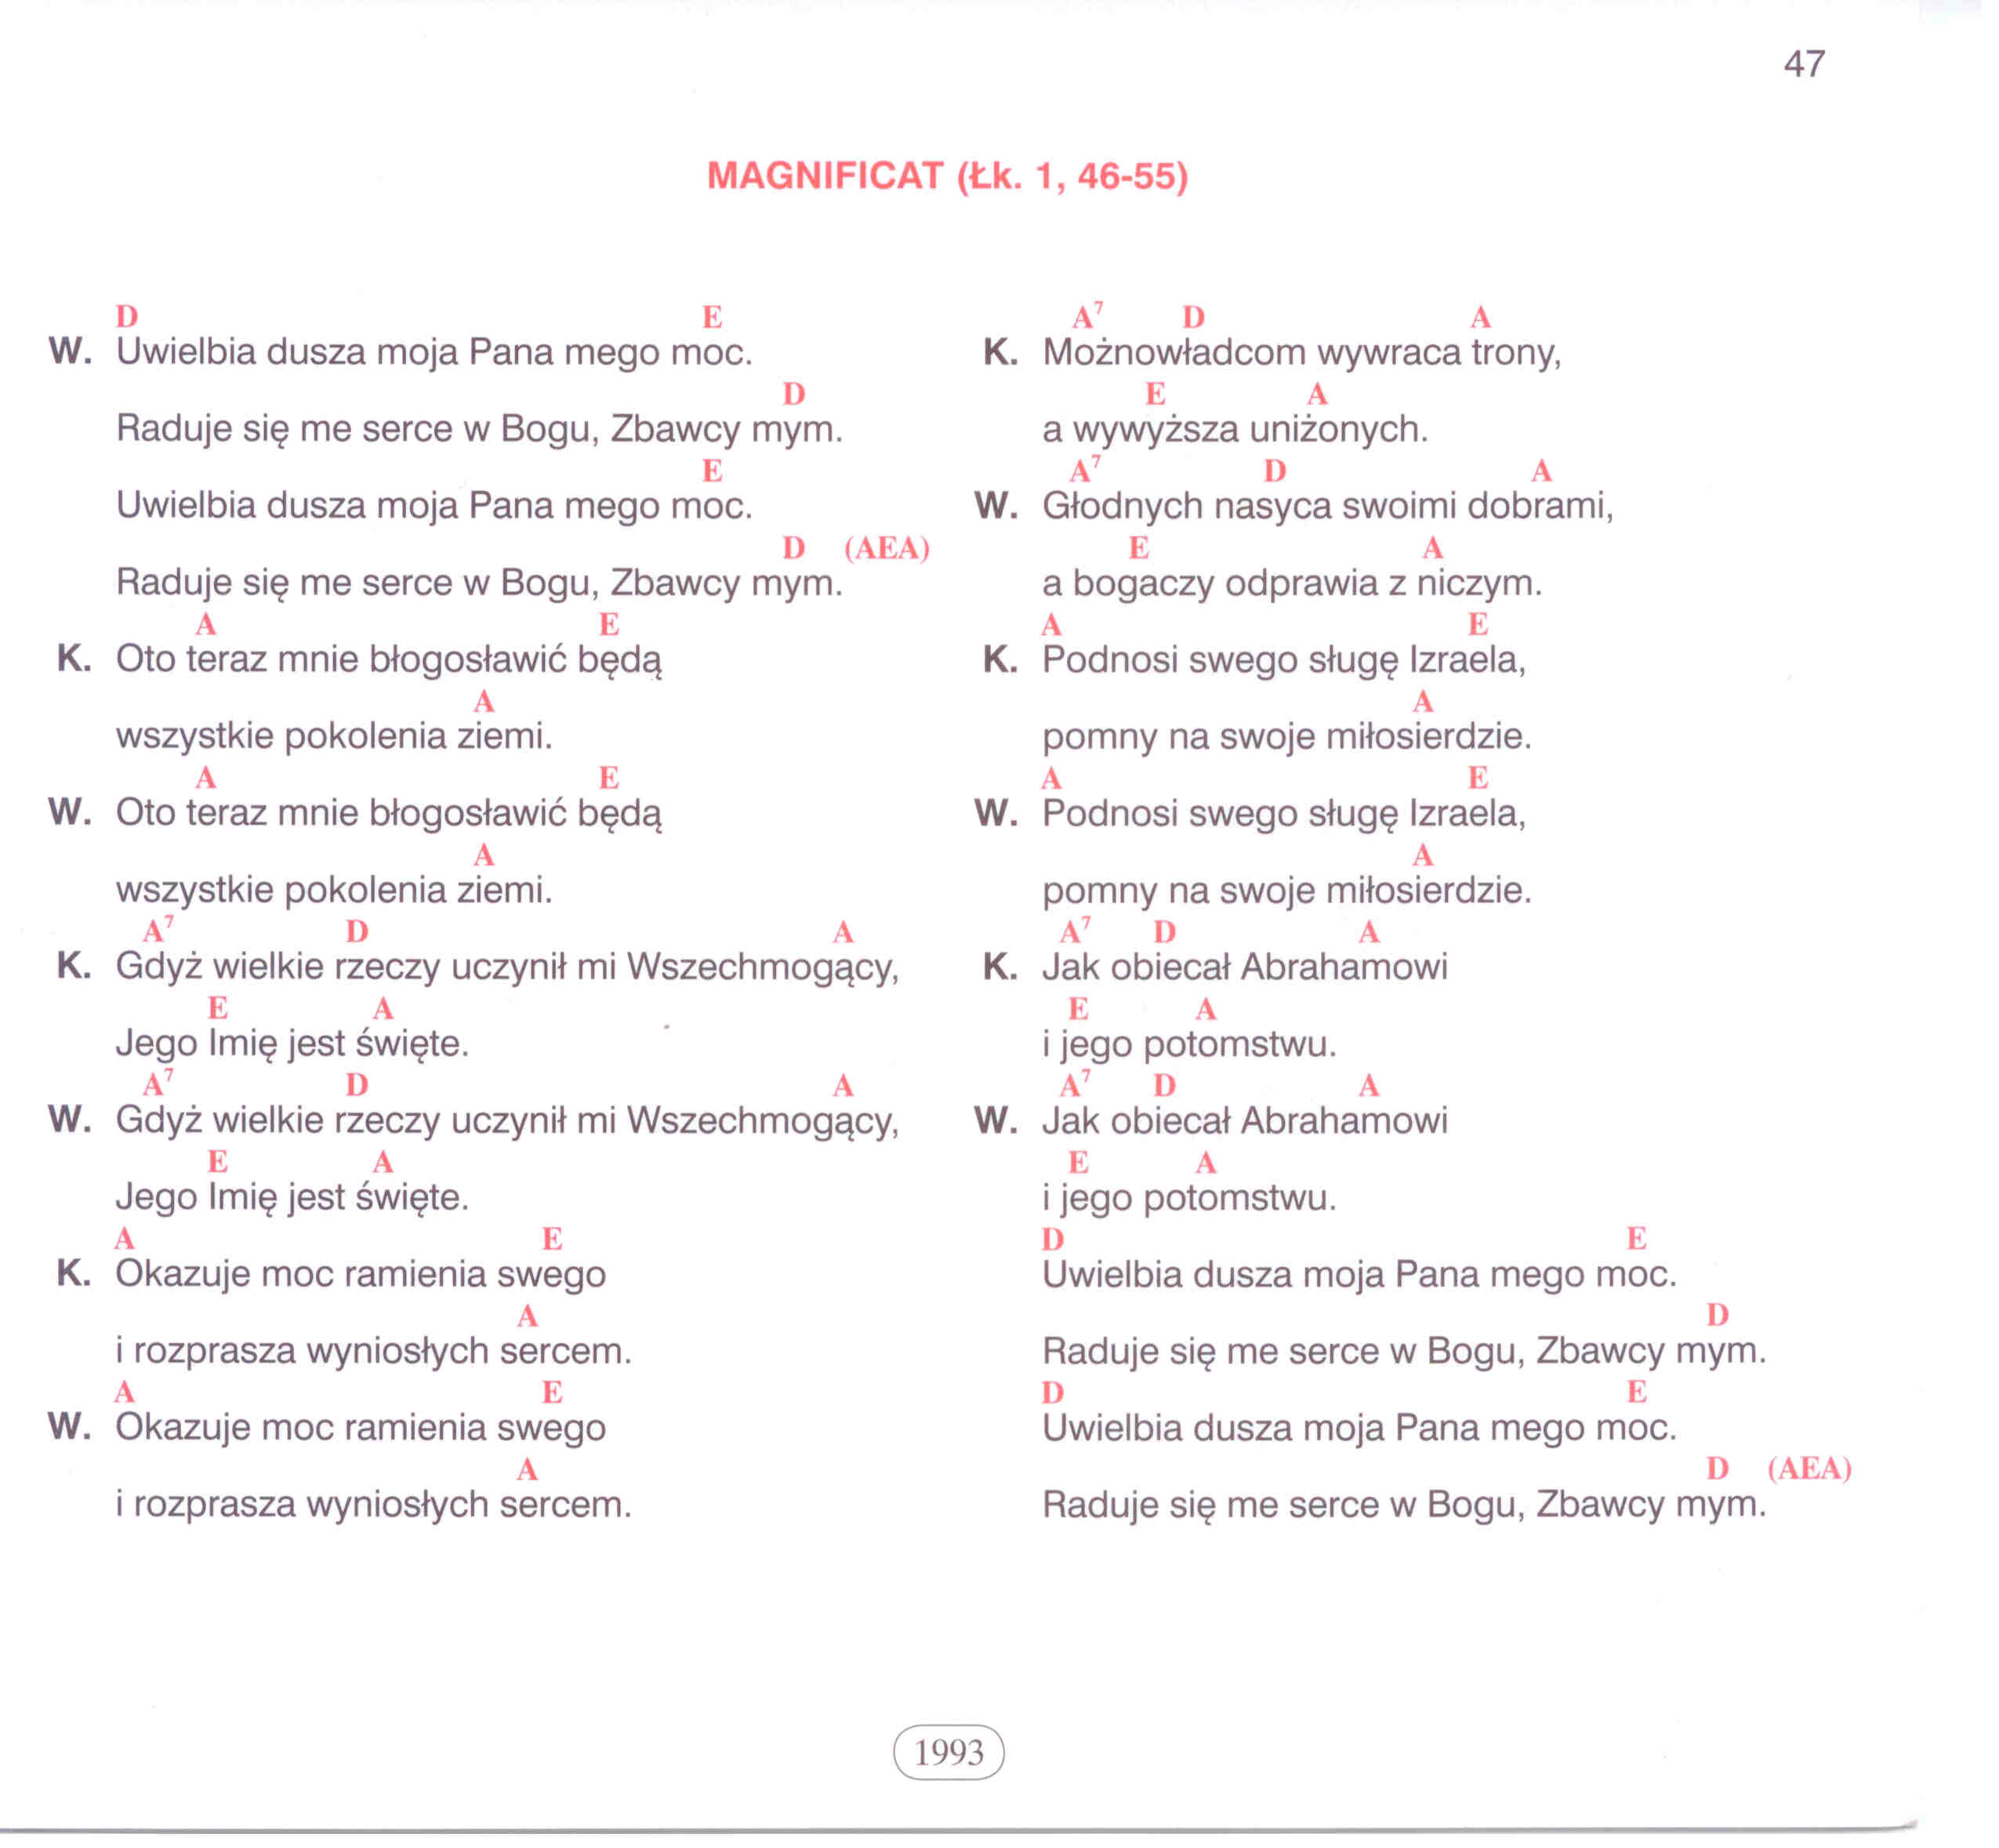 47
MAGNIFICAT (Łk. 1, 46-55)
D E
W. Uwielbia dusza moja Pana mego moc.
D
Raduje się me serce w Bogu, Zbawcy mym.
E
Uwielbia dusza moja Pana mego moc.
D (AEA)
Raduje się me serce w Bogu, Zbawcy mym.
A E
K. Oto teraz mnie błogosławić będą
A
wszystkie pokolenia ziemi.
A E
W. Oto teraz mnie błogosławić będą
A
wszystkie pokolenia ziemi.
A7 D A
K. Gdyż wielkie rzeczy uczynił mi Wszechmogący,
E A
Jego Imię jest święte.
A7 D A
W. Gdyż wielkie rzeczy uczynił mi Wszechmogący,
E A
Jego Imię jest święte.
A E
K. Okazuje moc ramienia swego
A
i rozprasza wyniosłych sercem.
A E
W. Okazuje moc ramienia swego
A
i rozprasza wyniosłych sercem.
A7 D A
K. Możnowładcom wywraca trony,
E A
a wywyższa uniżonych.
A7 D A
W. Głodnych nasyca swoimi dobrami,
E A
a bogaczy odprawia z niczym.
A E
K. Podnosi swego sługę Izraela,
A
pomny na swoje miłosierdzie.
A E
W. Podnosi swego sługę Izraela,
A
pomny na swoje miłosierdzie.
A7 D A
K. Jak obiecał Abrahamowi
E A
i jego potomstwu.
A7 D A
W. Jak obiecał Abrahamowi
E A
i jego potomstwu.
D E
Uwielbia dusza moja Pana mego moc.
D
Raduje się me serce w Bogu, Zbawcy mym.
D E
Uwielbia dusza moja Pana mego moc.
D (AEA)
Raduje się me serce w Bogu, Zbawcy mym.
1993